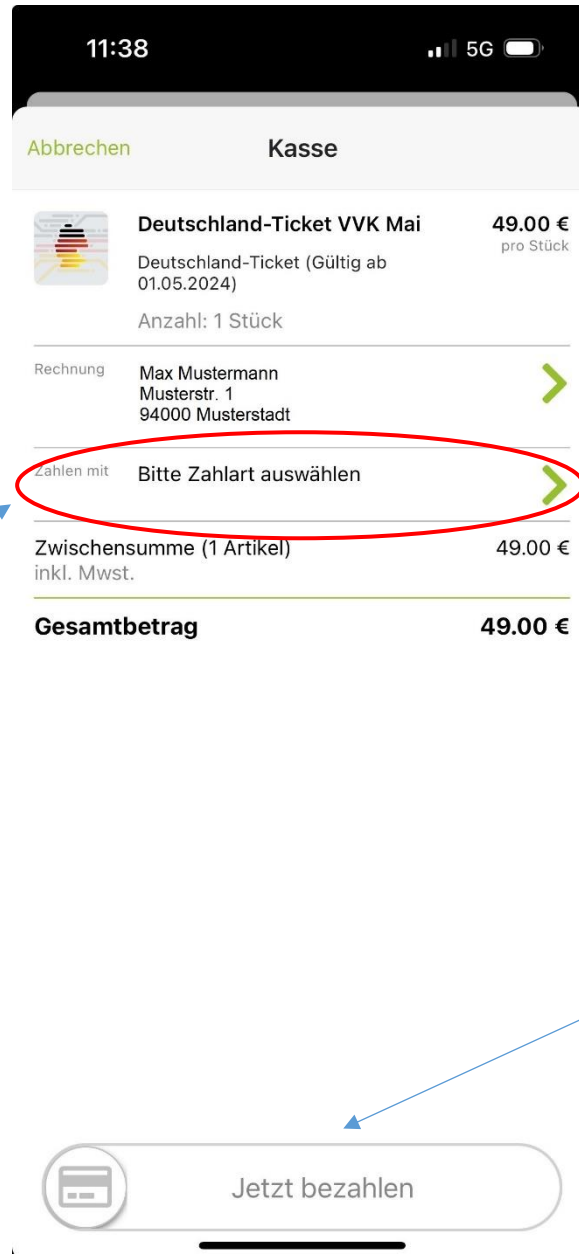 11:38 5G
Abbrechen Kasse
Deutschland-Ticket VVK Mai 49.00 €
pro Stück
Deutschland-Ticket (Gültig ab
01.05.2024)
Anzahl: 1 Stück
Rechnung Max Mustermann
Musterstr. 1
94000 Musterstadt
Zahlen mit Bitte Zahlart auswählen
Zwischensumme (1 Artikel) 49.00 €
inkl. Mwst.
Gesamtbetrag 49.00 €
Jetzt bezahlen